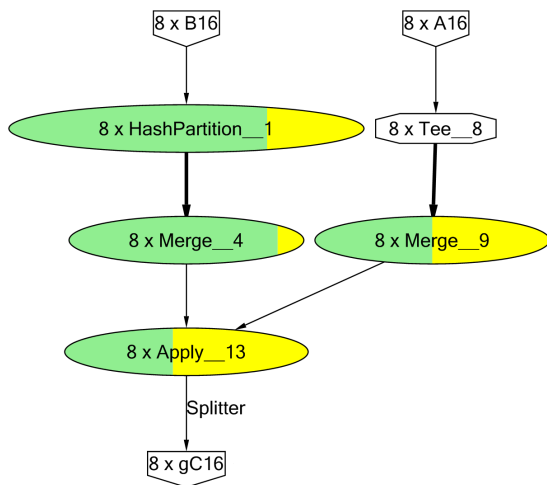 8 x B16
8 x A16
8 x HashPartition__1
8 x Tee__8
8 x Merge__4
8 x Merge__9
8 x Apply__13
Splitter
8 x gC16